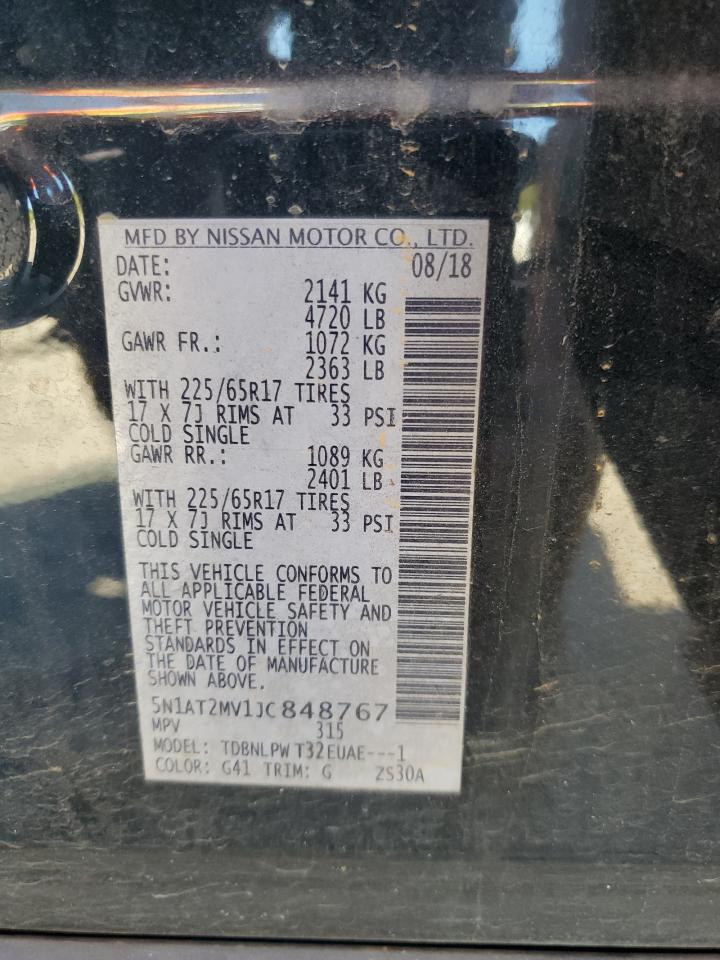 MFD BY NISSAN MOTOR CO., LTD.
DATE: 08/18
GVWR: 2141 KG
4720 LB
GAWR FR.: 1072 KG
2363 LB
WITH 225/65R17 TIRES
17 X 7J RIMS AT 33 PSI
COLD SINGLE
GAWR RR.: 1089 KG
2401 LB
WITH 225/65R17 TIRES
17 X 7J RIMS AT 33 PSI
COLD SINGLE
THIS VEHICLE CONFORMS TO
ALL APPLICABLE FEDERAL
MOTOR VEHICLE SAFETY AND
THEFT PREVENTION
STANDARDS IN EFFECT ON
THE DATE OF MANUFACTURE
SHOWN ABOVE.
5N1AT2MV1JC848767
MPV 315
MODEL: TDBNLPW T32EUAE---1
COLOR: G41 TRIM: G ZS30A